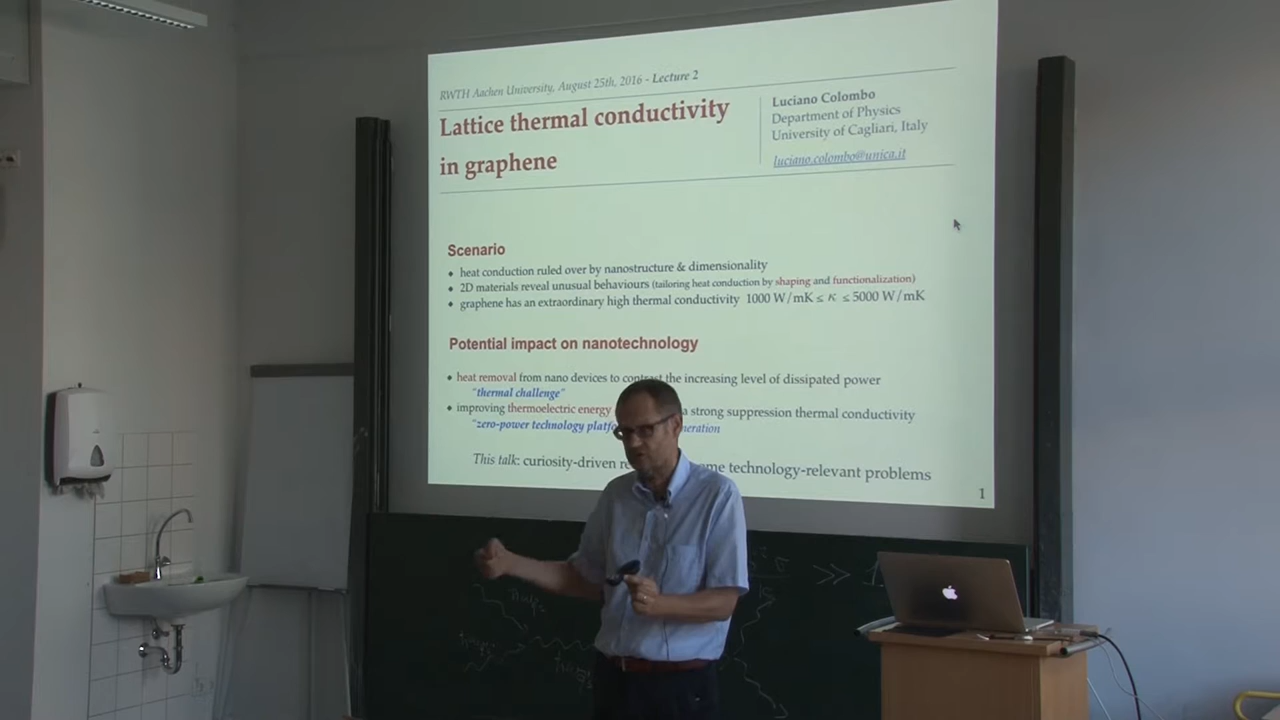 RWTH Aachen University, August 25th, 2016 - Lecture 2
Lattice thermal conductivity
in graphene
Luciano Colombo
Department of Physics
University of Cagliari, Italy
luciano.colombo@unica.it
Scenario
heat conduction ruled over by nanostructure & dimensionality
2D materials reveal unusual behaviours (tailoring heat conduction by shaping and functionalization)
graphene has an extraordinary high thermal conductivity 1000 W/mK ≤ κ ≤ 5000 W/mK
Potential impact on nanotechnology
heat removal from nano devices to contrast the increasing level of dissipated power
"thermal challenge"
improving thermoelectric energy a strong suppression thermal conductivity
"zero-power technology
This talk: curiosity-driven technology-relevant problems
1
>>